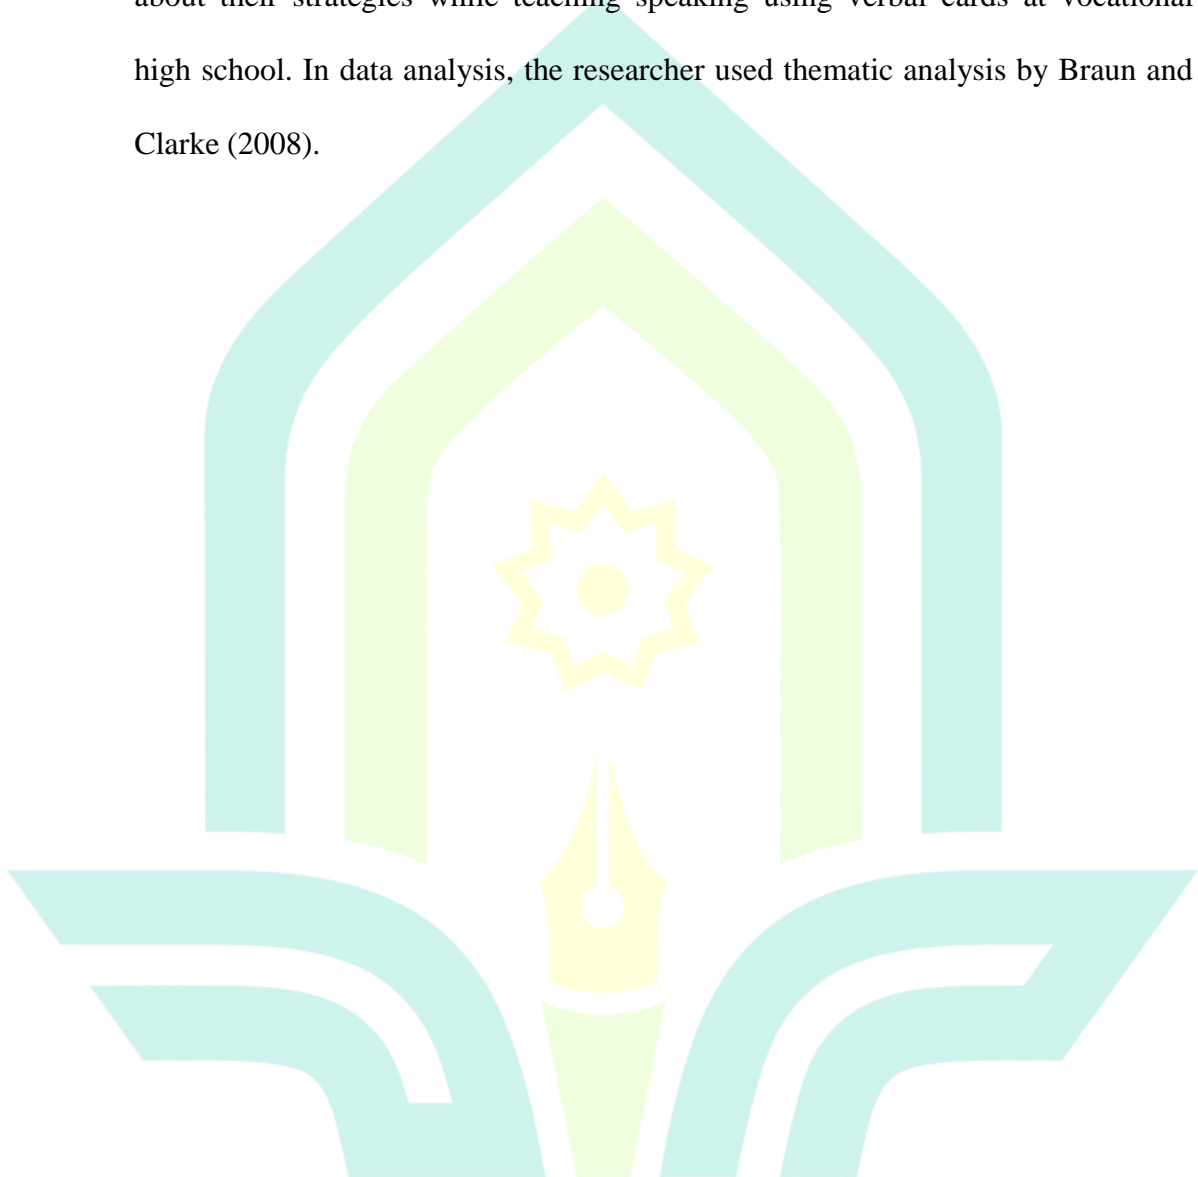 about their strategies while teaching speaking using verbal cards at vocational
high school. In data analysis, the researcher used thematic analysis by Braun and
Clarke (2008).